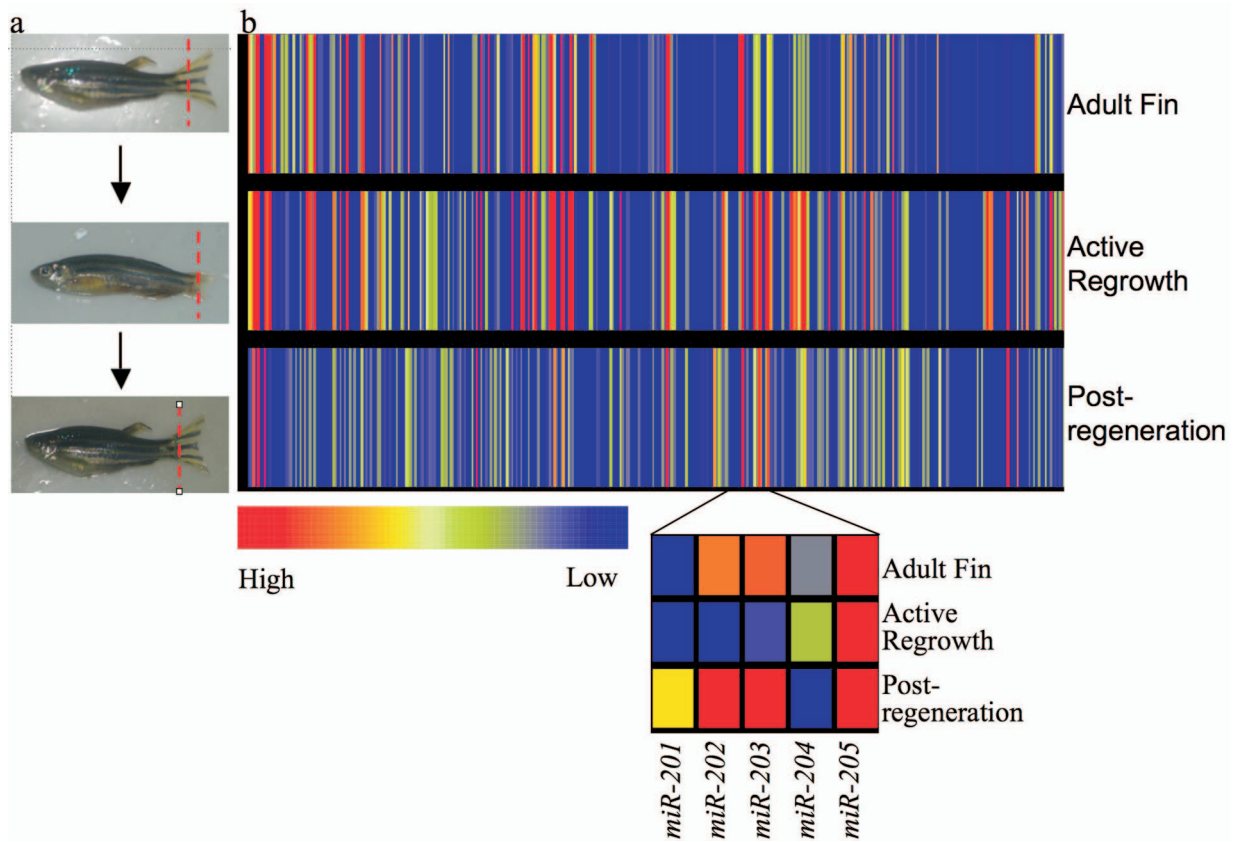 a
b
Adult Fin
Active
Regrowth
Post-
regeneration
High
Low
Adult Fin
Active
Regrowth
Post-
regeneration
miR-201
miR-202
miR-203
miR-204
miR-205